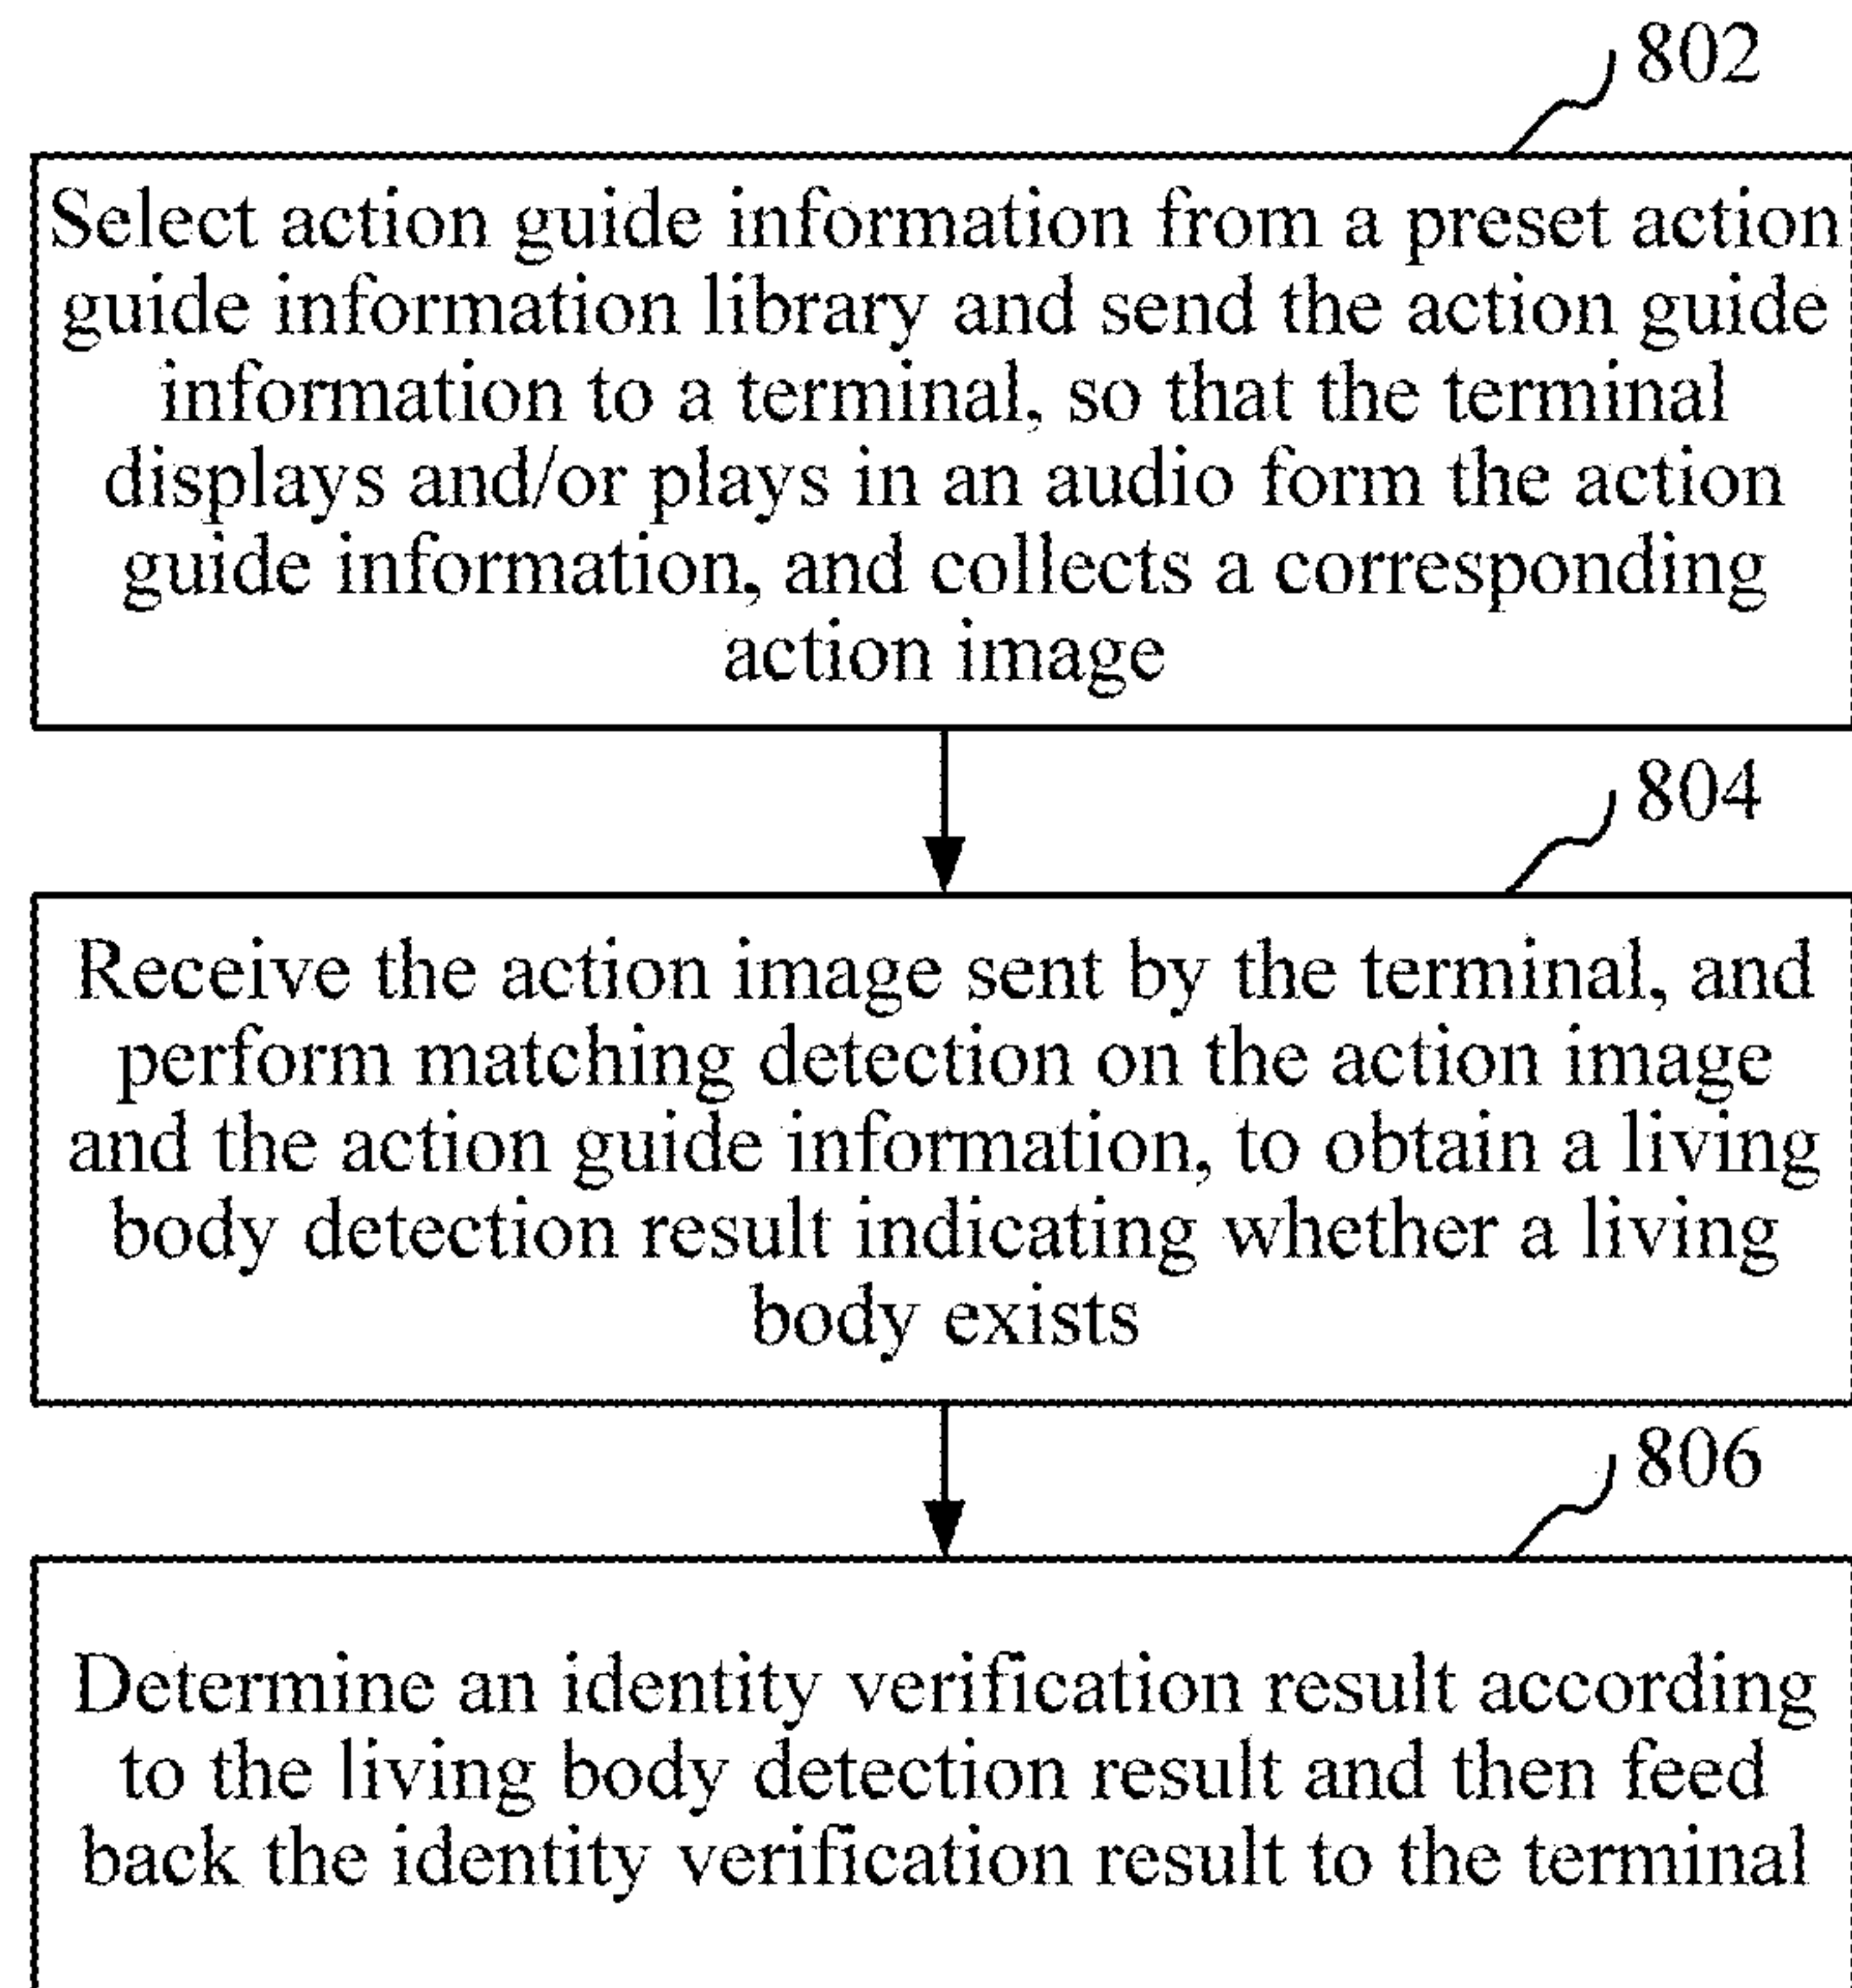 802
Select action guide information from a preset action
guide information library and send the action guide
information to a terminal, so that the terminal
displays and/or plays in an audio form the action
guide information, and collects a corresponding
action image
804
Receive the action image sent by the terminal, and
perform matching detection on the action image
and the action guide information, to obtain a living
body detection result indicating whether a living
body exists
806
Determine an identity verification result according
to the living body detection result and then feed
back the identity verification result to the terminal